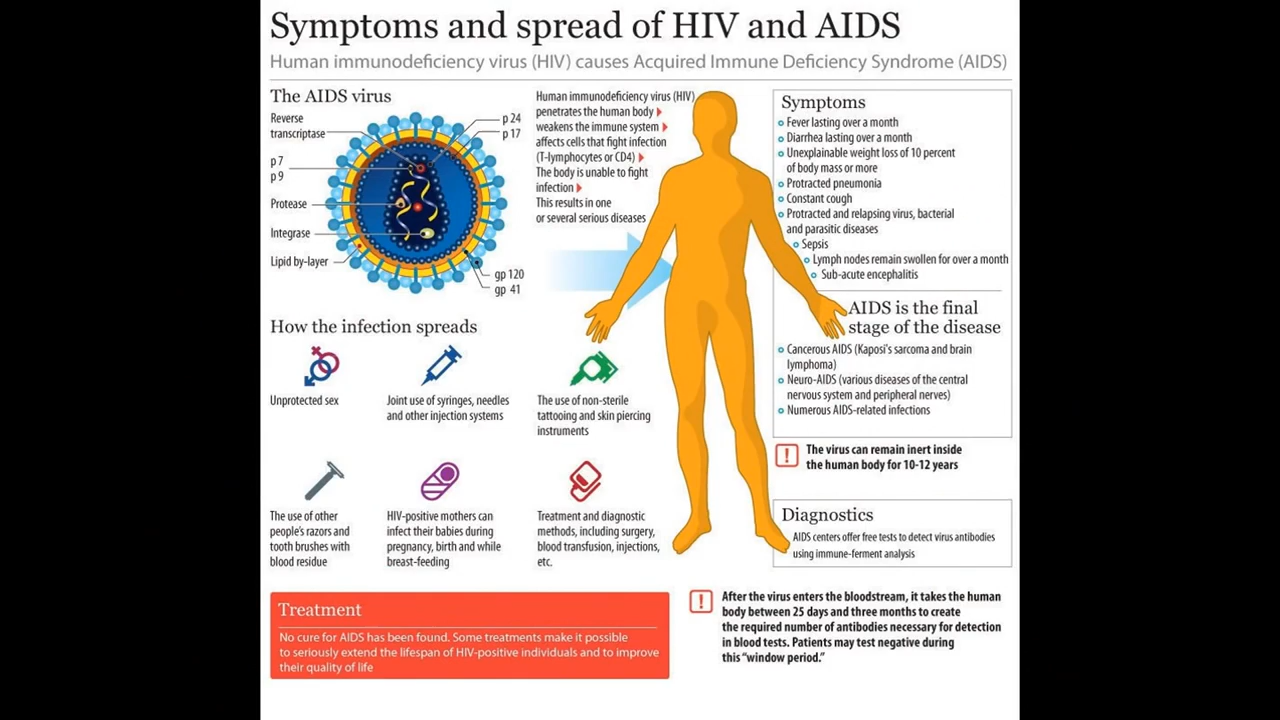 Symptoms and spread of HIV and AIDS
Human immunodeficiency virus (HIV) causes Acquired Immune Deficiency Syndrome (AIDS)
The AIDS virus
Reverse
transcriptase
p 7
p 9
Protease
Integrase
Lipid by-layer
p 24
p 17
gp 120
gp 41
Human immunodeficiency virus (HIV)
penetrates the human body
weakens the immune system
affects cells that fight infection
(T-lymphocytes or CD4)
The body is unable to fight
infection
This results in one
or several serious diseases
Symptoms
Fever lasting over a month
Diarrhea lasting over a month
Unexplainable weight loss of 10 percent
of body mass or more
Protracted pneumonia
Constant cough
Protracted and relapsing virus, bacterial
and parasitic diseases
Sepsis
Lymph nodes remain swollen for over a month
Sub-acute encephalitis
AIDS is the final
stage of the disease
Cancerous AIDS (Kaposi's sarcoma and brain
lymphoma)
Neuro-AIDS (various diseases of the central
nervous system and peripheral nerves)
Numerous AIDS-related infections
The virus can remain inert inside
the human body for 10-12 years
Diagnostics
AIDS centers offer free tests to detect virus antibodies
using immune-ferment analysis
How the infection spreads
Unprotected sex
Joint use of syringes, needles
and other injection systems
The use of non-sterile
tattooing and skin piercing
instruments
The use of other
people's razors and
tooth brushes with
blood residue
HIV-positive mothers can
infect their babies during
pregnancy, birth and while
breast-feeding
Treatment and diagnostic
methods, including surgery,
blood transfusion, injections,
etc.
Treatment
No cure for AIDS has been found. Some treatments make it possible
to seriously extend the lifespan of HIV-positive individuals and to improve
their quality of life
After the virus enters the bloodstream, it takes the human
body between 25 days and three months to create
the required number of antibodies necessary for detection
in blood tests. Patients may test negative during
this "window period."